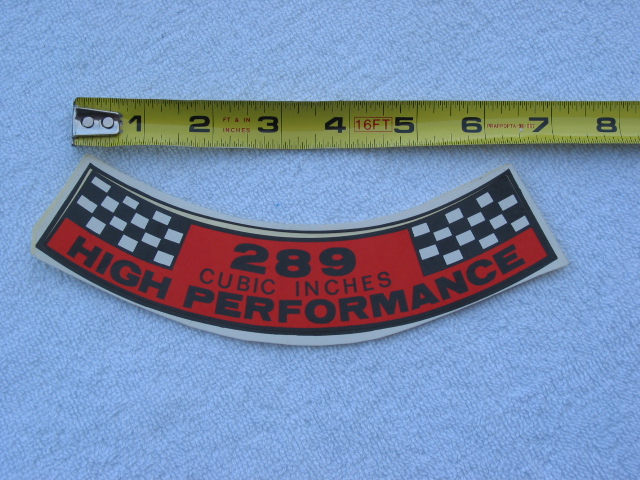 1 2 FT & IN INCHES 3 4 16FT 5 6 7 8
289
CUBIC INCHES
HIGH PERFORMANCE